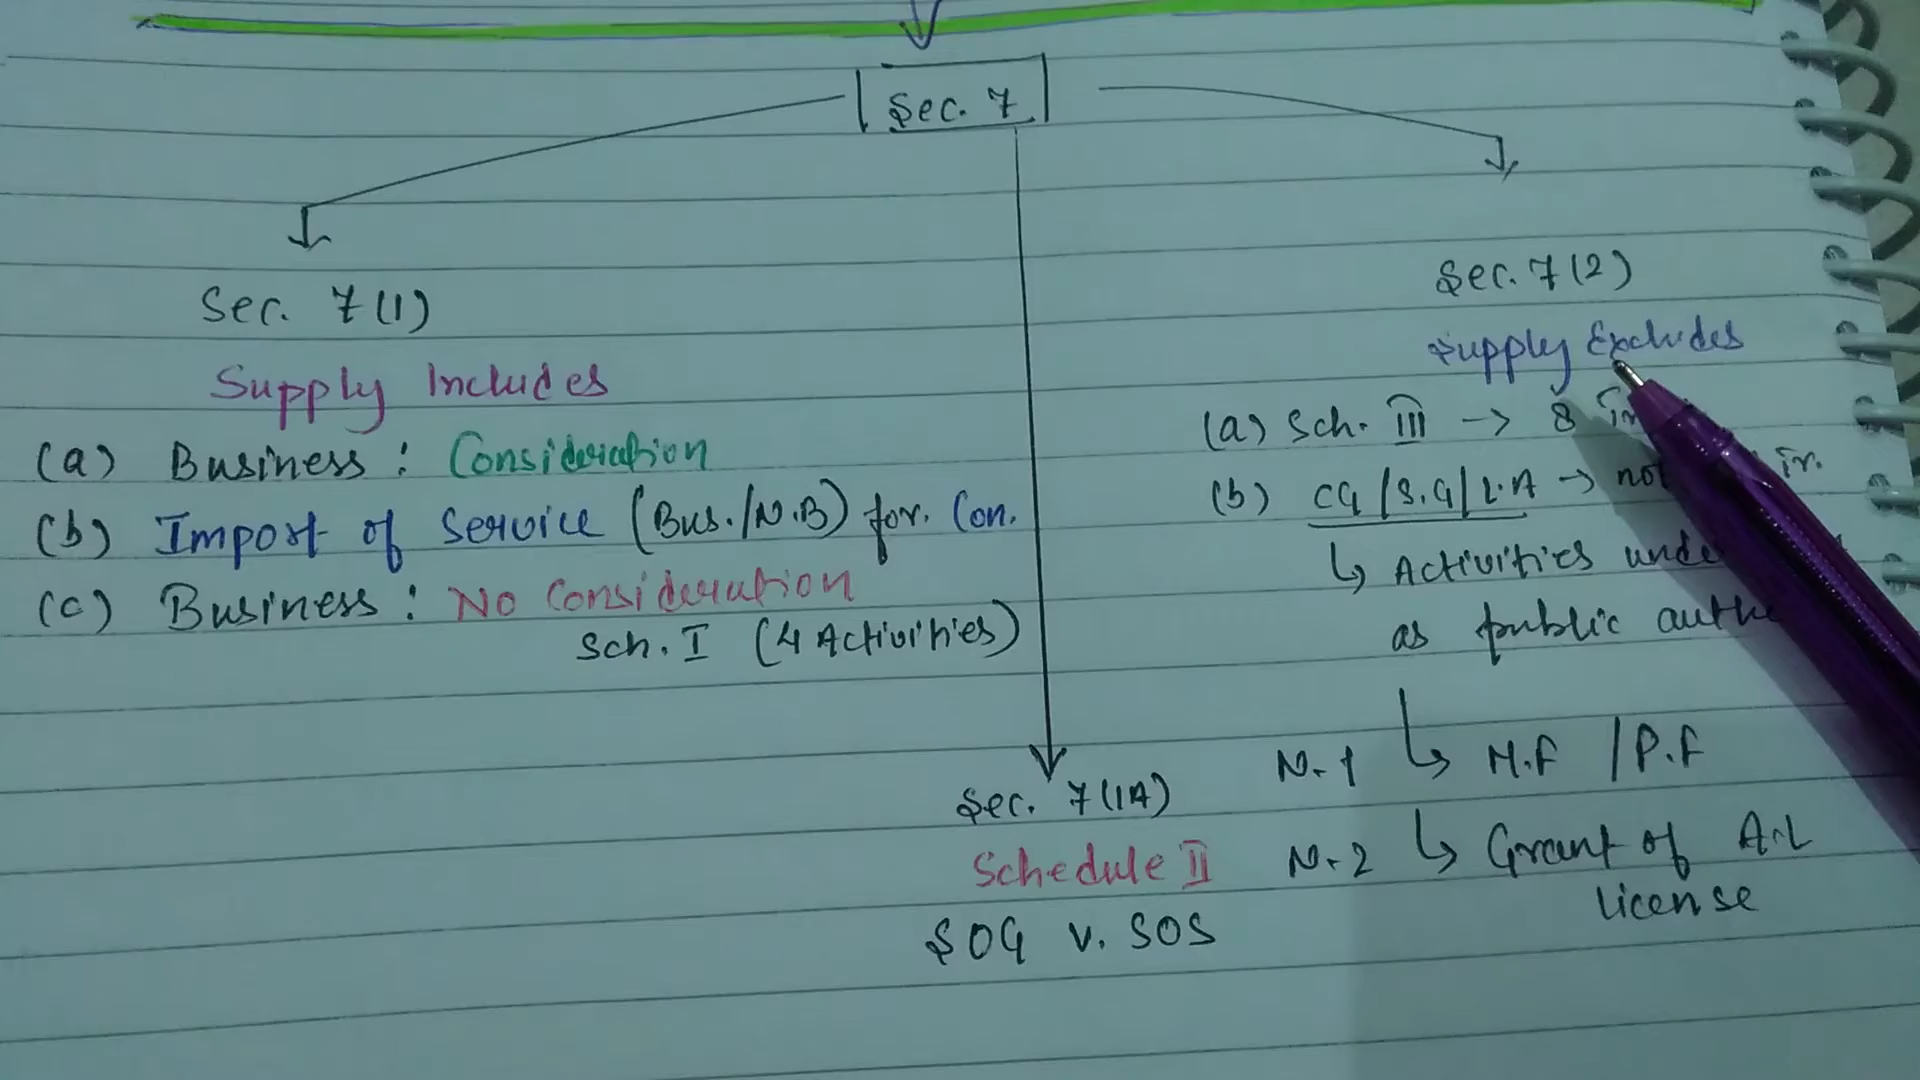 Sec. 7
Sec. 7(1)
Supply Includes
(a) Business : Consideration
(b) Import of Service (Bus./N.B) for. Con.
(c) Business : No Consideration
Sch. I (4 Activities)
Sec. 7(1A)
Schedule II
SOG v. SOS
Sec. 7(2)
Supply Excludes
(a) Sch. III → 8
(b) CG/S.G/L.A → not
↳ Activities
as public
N.1 ↳ M.F / P.F
N.2 ↳ Grant of A.L
license